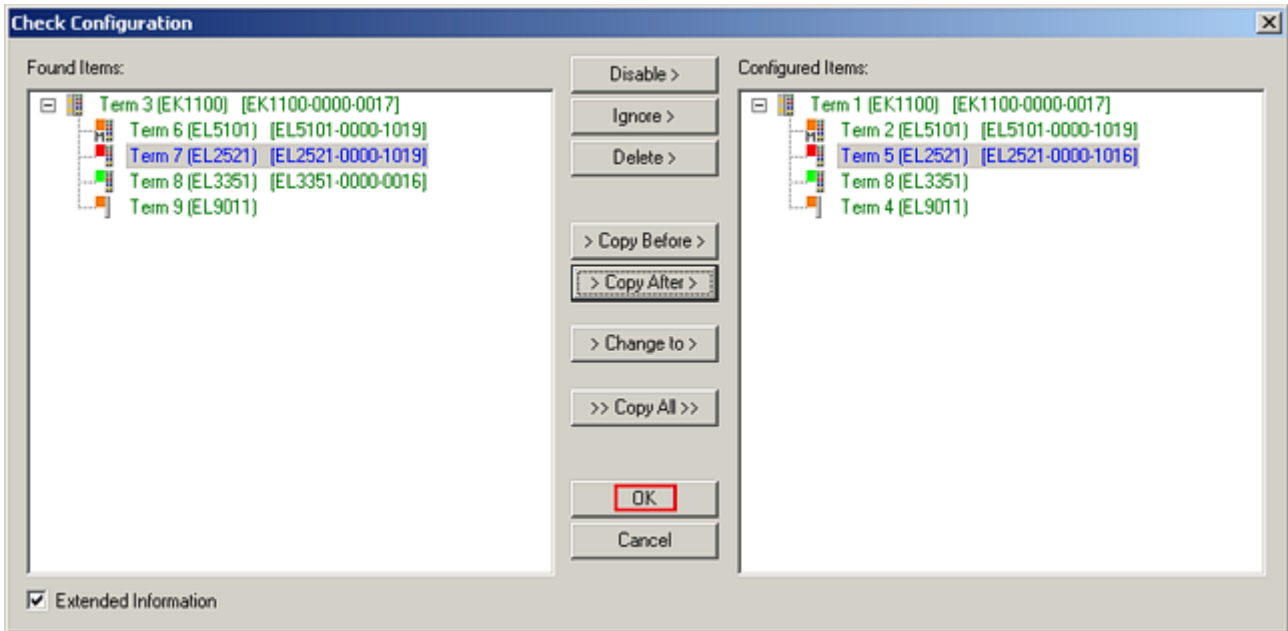 Check Configuration
Found Items:
Term 3 (EK1100) [EK1100-0000-0017]
Term 6 (EL5101) [EL5101-0000-1019]
Term 7 (EL2521) [EL2521-0000-1019]
Term 8 (EL3351) [EL3351-0000-0016]
Term 9 (EL9011)
Disable >
Ignore >
Delete >
> Copy Before >
> Copy After >
> Change to >
>> Copy All >>
OK
Cancel
Configured Items:
Term 1 (EK1100) [EK1100-0000-0017]
Term 2 (EL5101) [EL5101-0000-1019]
Term 5 (EL2521) [EL2521-0000-1016]
Term 8 (EL3351)
Term 4 (EL9011)
Extended Information